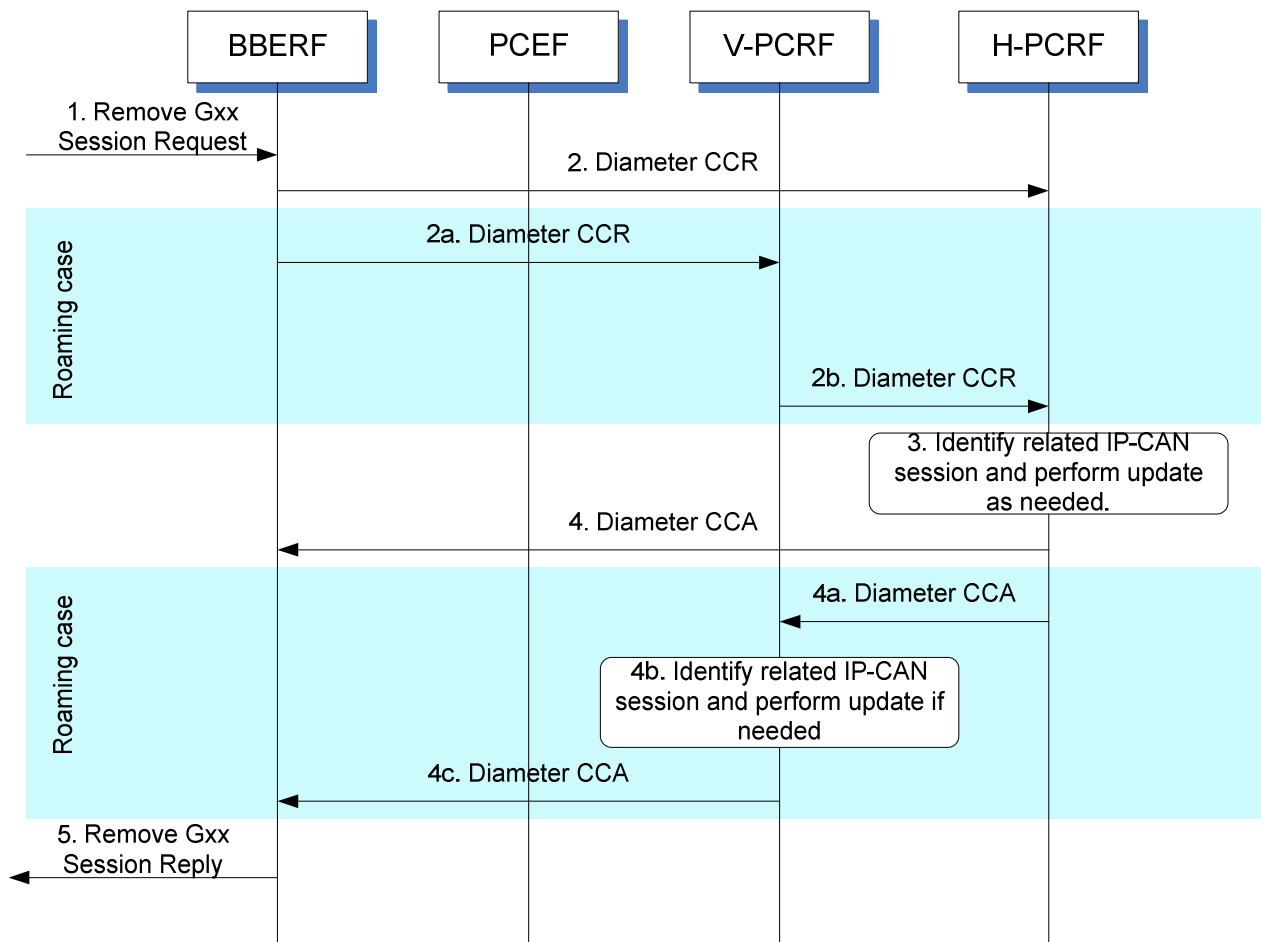 BBERF
PCEF
V-PCRF
H-PCRF
1. Remove Gxx
Session Request
2. Diameter CCR
Roaming case
2a. Diameter CCR
2b. Diameter CCR
3. Identify related IP-CAN
session and perform update
as needed.
4. Diameter CCA
Roaming case
4a. Diameter CCA
4b. Identify related IP-CAN
session and perform update if
needed
4c. Diameter CCA
5. Remove Gxx
Session Reply